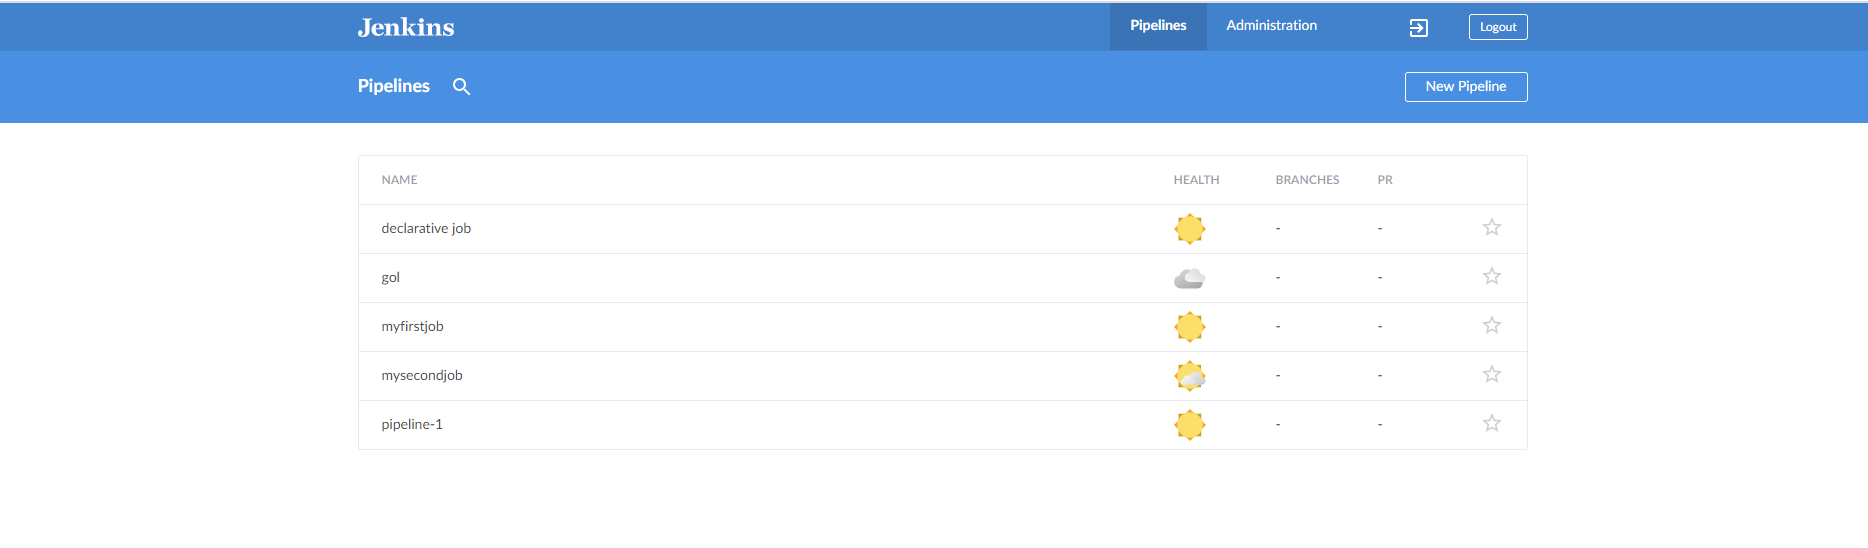 Jenkins Pipelines Administration Logout
Pipelines New Pipeline
NAME HEALTH BRANCHES PR
declarative job - -
gol - -
myfirstjob - -
mysecondjob - -
pipeline-1 - -